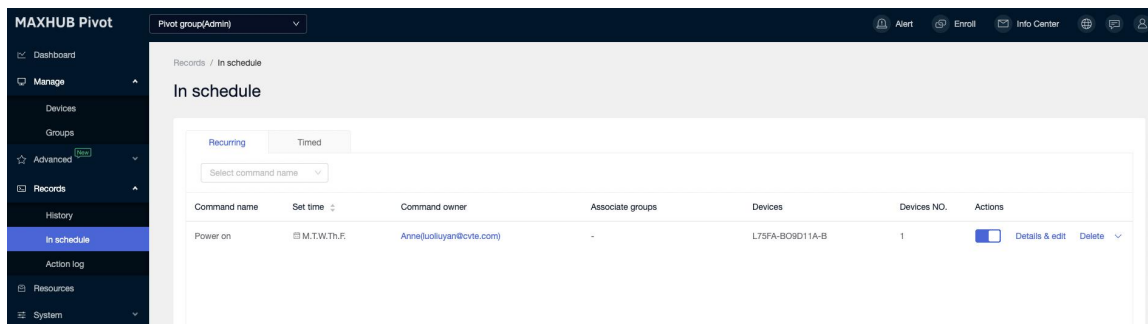 MAXHUB Pivot
Pivot group(Admin)
Alert
Enroll
Info Center
Dashboard
Manage
Devices
Groups
Advanced New
Records
History
In schedule
Action log
Resources
System
Records / In schedule
In schedule
Recurring Timed
Select command name
Command name Set time Command owner Associate groups Devices Devices NO. Actions
Power on M.T.W.Th.F. Anne(luoliuyan@cvte.com) - L75FA-BO9D11A-B 1 Details & edit Delete